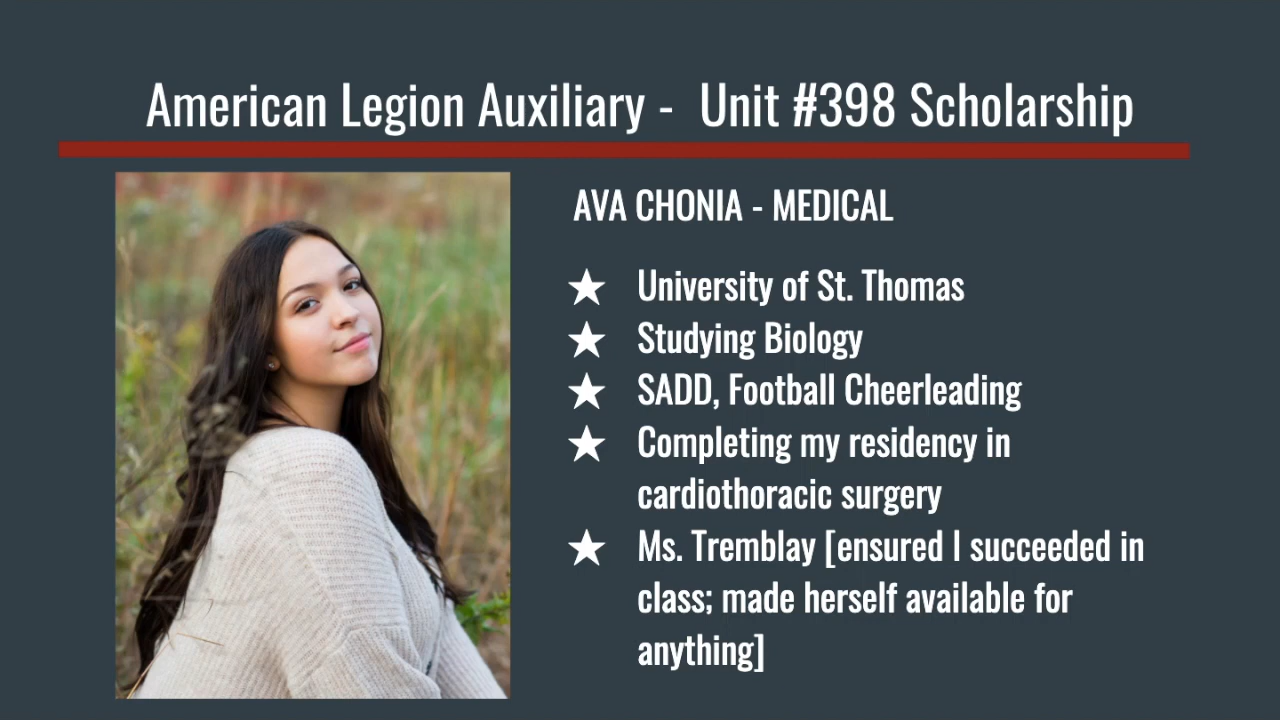 American Legion Auxiliary -  Unit #398 Scholarship
AVA CHONIA - MEDICAL
★ University of St. Thomas
★ Studying Biology
★ SADD, Football Cheerleading
★ Completing my residency in
cardiothoracic surgery
★ Ms. Tremblay [ensured I succeeded in
class; made herself available for
anything]